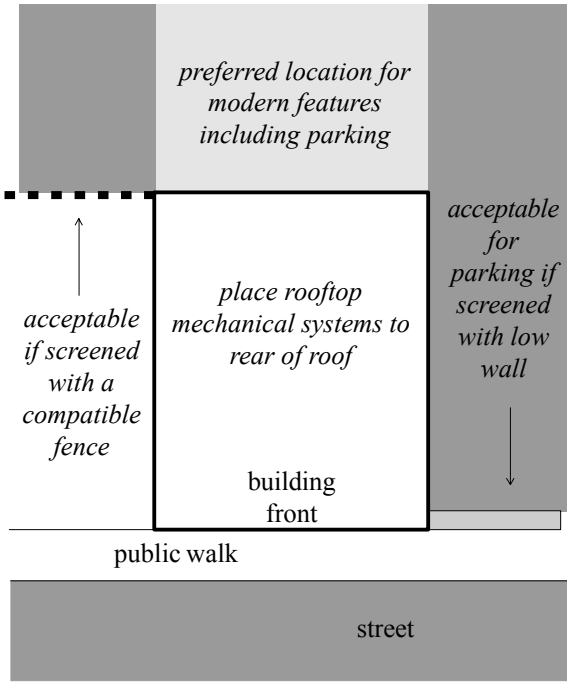 preferred location for
modern features
including parking
acceptable
for
parking if
screened
with low
wall
place rooftop
mechanical systems to
rear of roof
acceptable
if screened
with a
compatible
fence
building
front
public walk
street